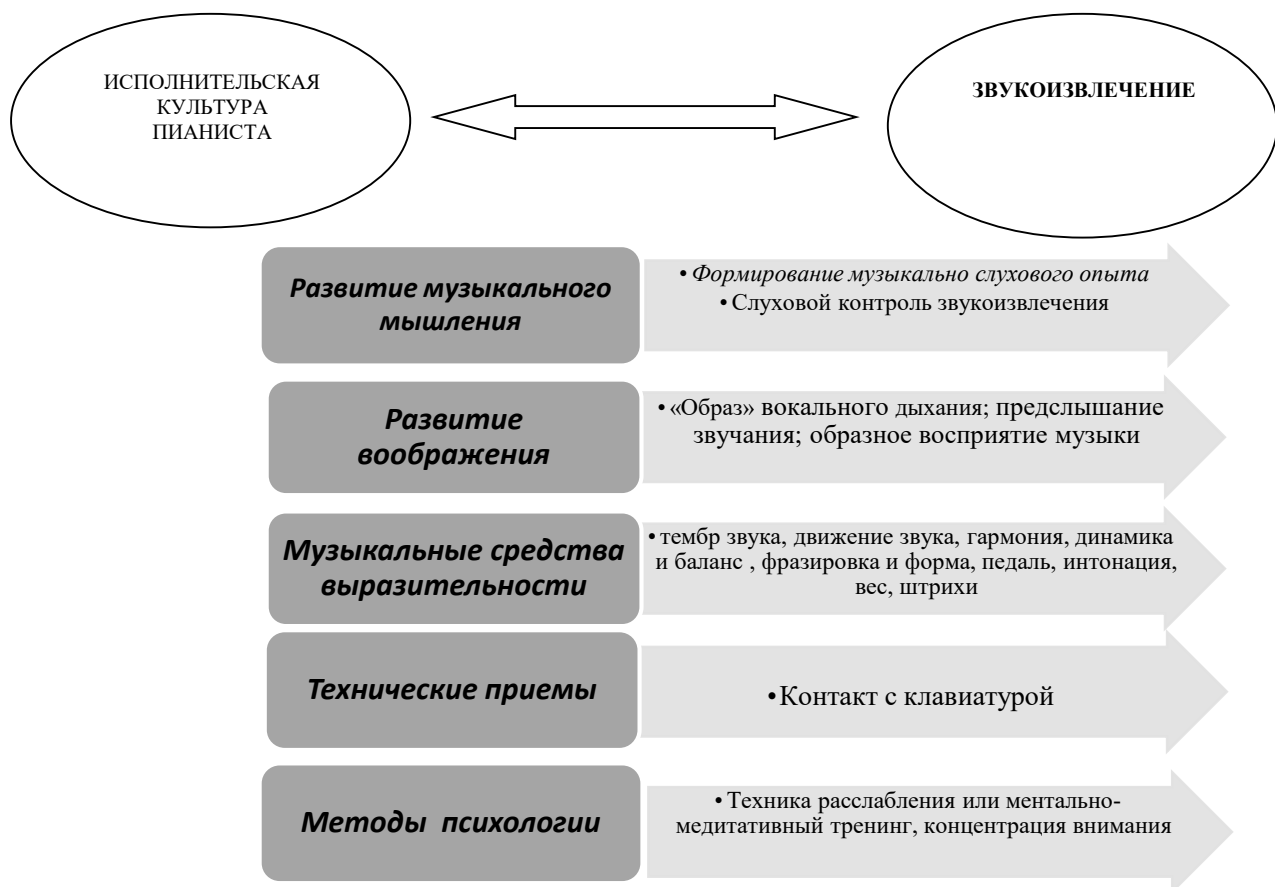 ИСПОЛНИТЕЛЬСКАЯ
КУЛЬТУРА
ПИАНИСТА
ЗВУКОИЗВЛЕЧЕНИЕ
Развитие музыкального
мышления
• Формирование музыкально слухового опыта
• Слуховой контроль звукоизвлечения
Развитие
воображения
• «Образ» вокального дыхания; предслышание
звучания; образное восприятие музыки
Музыкальные средства
выразительности
• тембр звука, движение звука, гармония, динамика
и баланс , фразировка и форма, педаль, интонация,
вес, штрихи
Технические приемы
• Контакт с клавиатурой
Методы психологии
• Техника расслабления или ментально-
медитативный тренинг, концентрация внимания